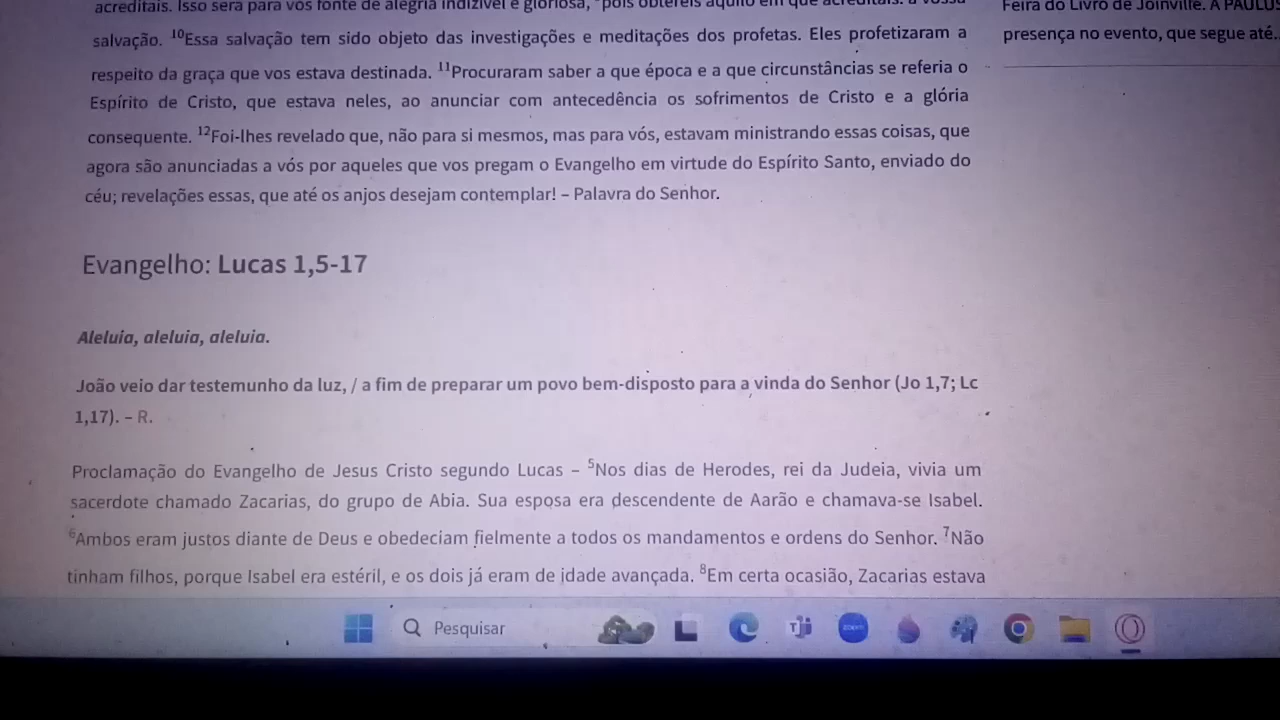 acreditais. Isso será para vós fonte de alegria indizível e gloriosa, ⁹pois obtereis aquilo em que acreditais: a vossa
salvação. ¹⁰Essa salvação tem sido objeto das investigações e meditações dos profetas. Eles profetizaram a
respeito da graça que vos estava destinada. ¹¹Procuraram saber a que época e a que circunstâncias se referia o
Espírito de Cristo, que estava neles, ao anunciar com antecedência os sofrimentos de Cristo e a glória
consequente. ¹²Foi-lhes revelado que, não para si mesmos, mas para vós, estavam ministrando essas coisas, que
agora são anunciadas a vós por aqueles que vos pregam o Evangelho em virtude do Espírito Santo, enviado do
céu; revelações essas, que até os anjos desejam contemplar! – Palavra do Senhor.
Evangelho: Lucas 1,5-17
Aleluia, aleluia, aleluia.
João veio dar testemunho da luz, / a fim de preparar um povo bem-disposto para a vinda do Senhor (Jo 1,7; Lc
1,17). – R.
Proclamação do Evangelho de Jesus Cristo segundo Lucas – ⁵Nos dias de Herodes, rei da Judeia, vivia um
sacerdote chamado Zacarias, do grupo de Abia. Sua esposa era descendente de Aarão e chamava-se Isabel.
⁶Ambos eram justos diante de Deus e obedeciam fielmente a todos os mandamentos e ordens do Senhor. ⁷Não
tinham filhos, porque Isabel era estéril, e os dois já eram de idade avançada. ⁸Em certa ocasião, Zacarias estava
Feira do Livro de Joinville. A PAULUS
presença no evento, que segue até...
Pesquisar
zoom